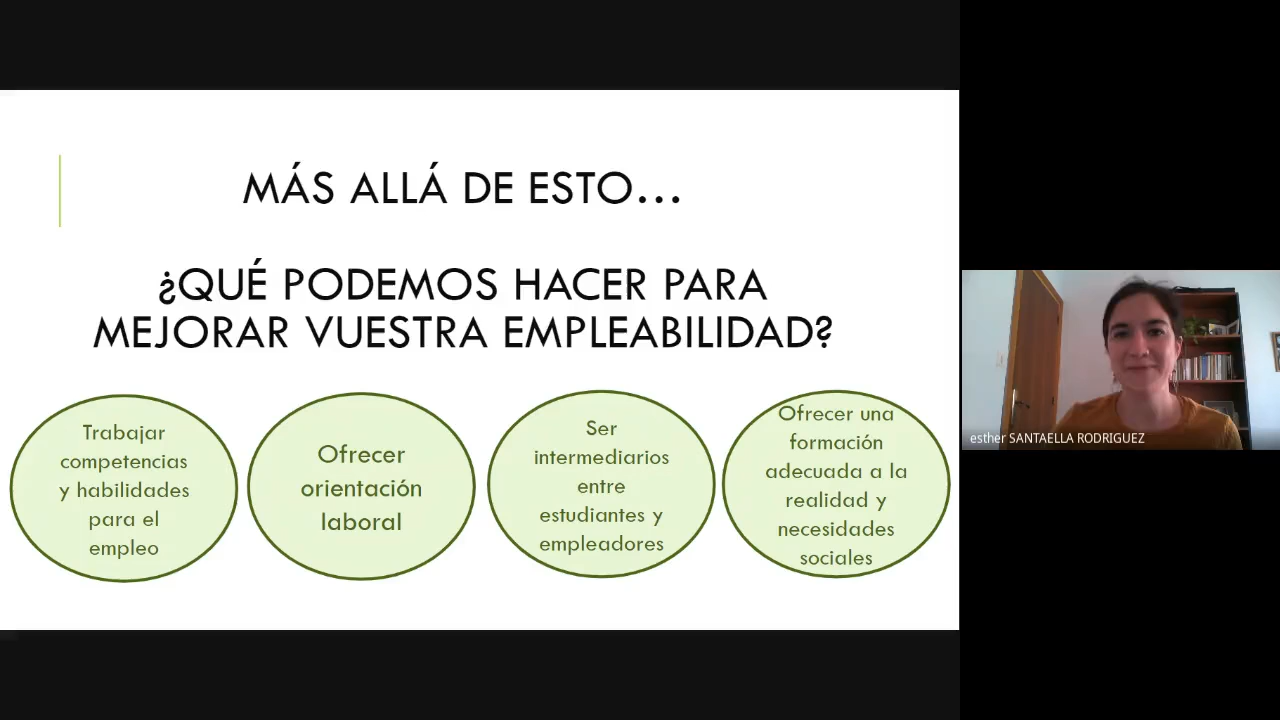 MÁS ALLÁ DE ESTO...
¿QUÉ PODEMOS HACER PARA
MEJORAR VUESTRA EMPLEABILIDAD?
Trabajar
competencias
y habilidades
para el
empleo
Ofrecer
orientación
laboral
Ser
intermediarios
entre
estudiantes y
empleadores
Ofrecer una
formación
adecuada a la
realidad y
necesidades
sociales
esther SANTAELLA RODRIGUEZ